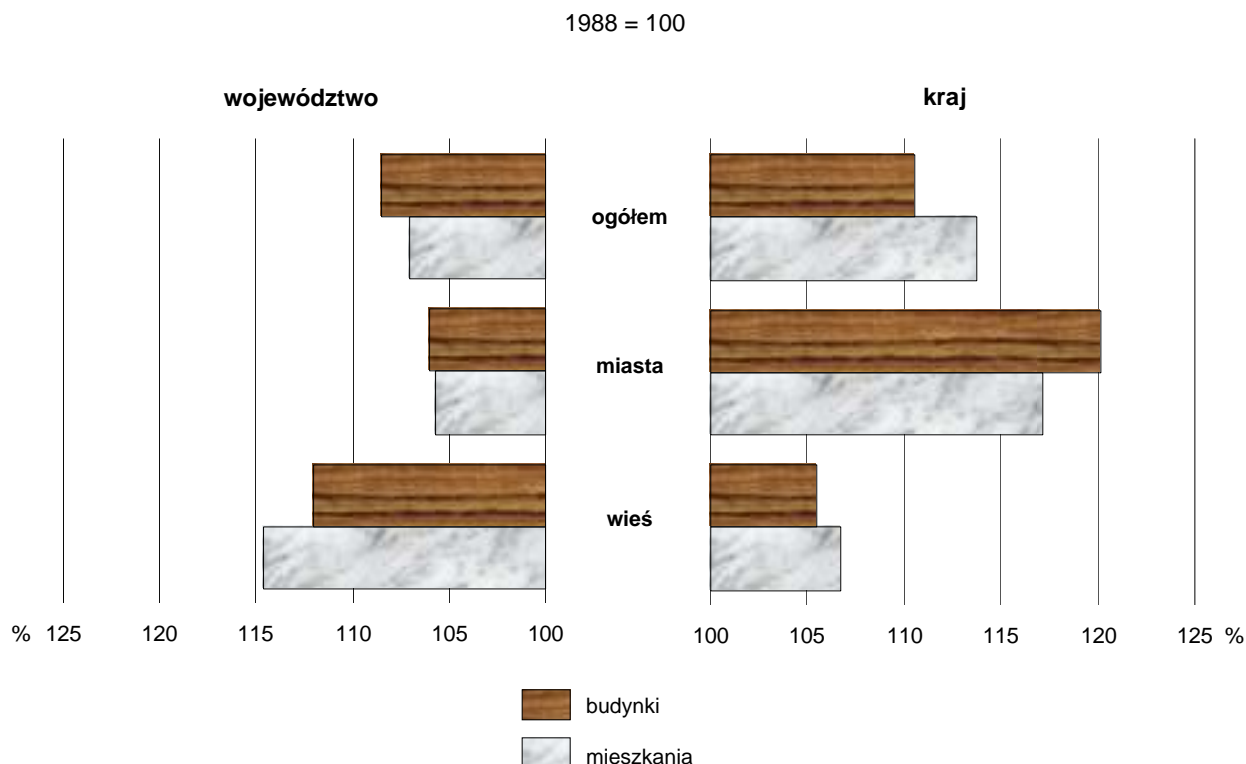 1988 = 100
województwo
kraj
ogółem
miasta
wieś
% 125 120 115 110 105 100
100 105 110 115 120 125 %
budynki
mieszkania